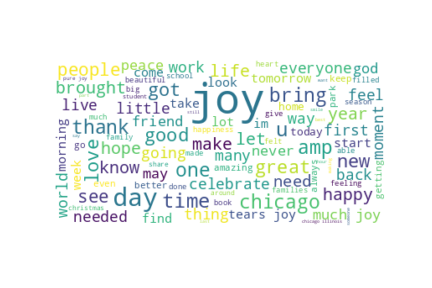 pure joy
heart
people
peace
work
life
everyone
god
come
beautiful
school
look
tomorrow
keep
filled
brought
big
student
got
joy
bring
park
feel
season
live
much
little
take
home
give
year
thank
friend
lot
im
happiness
u
way
today
first
moment
morning
go
good
felt
love
hope
going
made
make
let
many
never
amp
able
start
world
week
know
share
one
amazing
great
new
even
may
better
done
celebrate
need
families
always
back
getting
family
see
day
time
chicago
feeling
happy
around
christmas
thing
book
tears joy
much joy
needed
find
chicago illinois